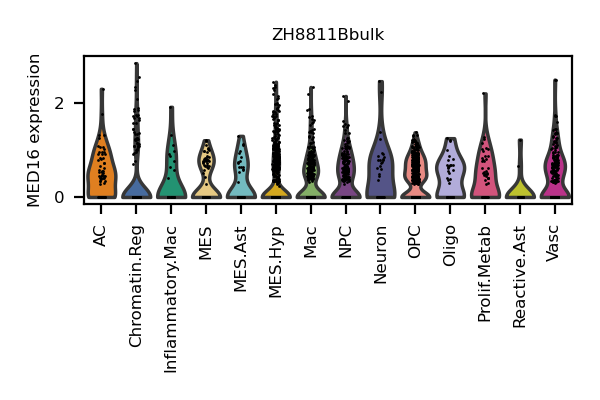 ZH8811Bbulk
MED16 expression
2
0
AC
Chromatin.Reg
Inflammatory.Mac
MES
MES.Ast
MES.Hyp
Mac
NPC
Neuron
OPC
Oligo
Prolif.Metab
Reactive.Ast
Vasc